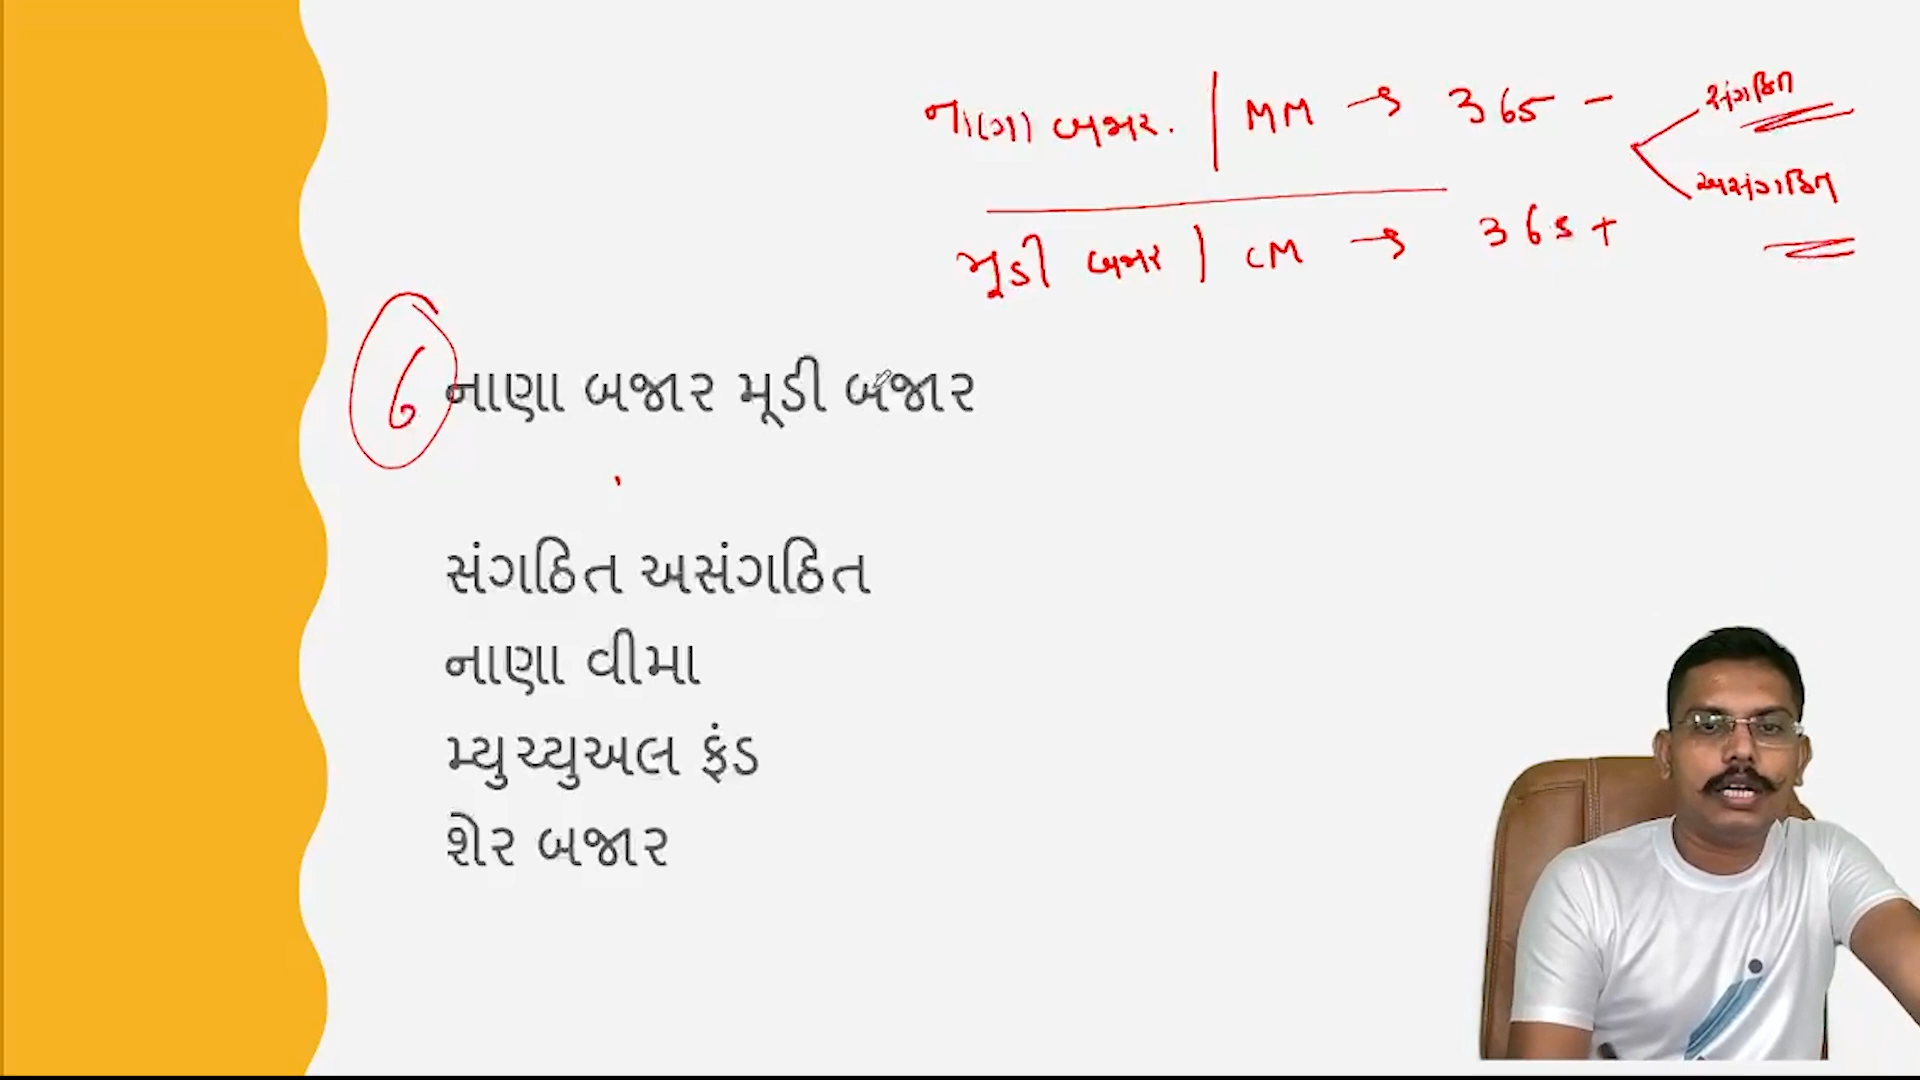 નાણા બજાર. | MM → 365 -
સંગઠિત
અસંગઠિત
મૂડી બજાર | CM → 365 +
6
નાણા બજાર મૂડી બજાર
સંગઠિત અસંગઠિત
નાણા વીમા
મ્યુચ્યુઅલ ફંડ
શેર બજાર